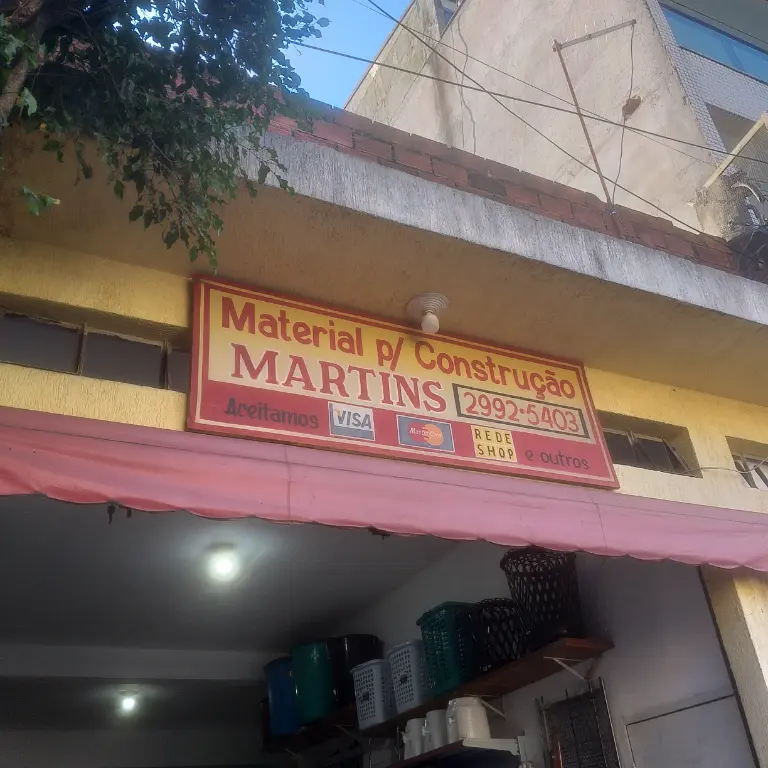 Material p/ Construção
MARTINS 2992-5403
Aceitamos VISA MasterCard REDE SHOP e outros